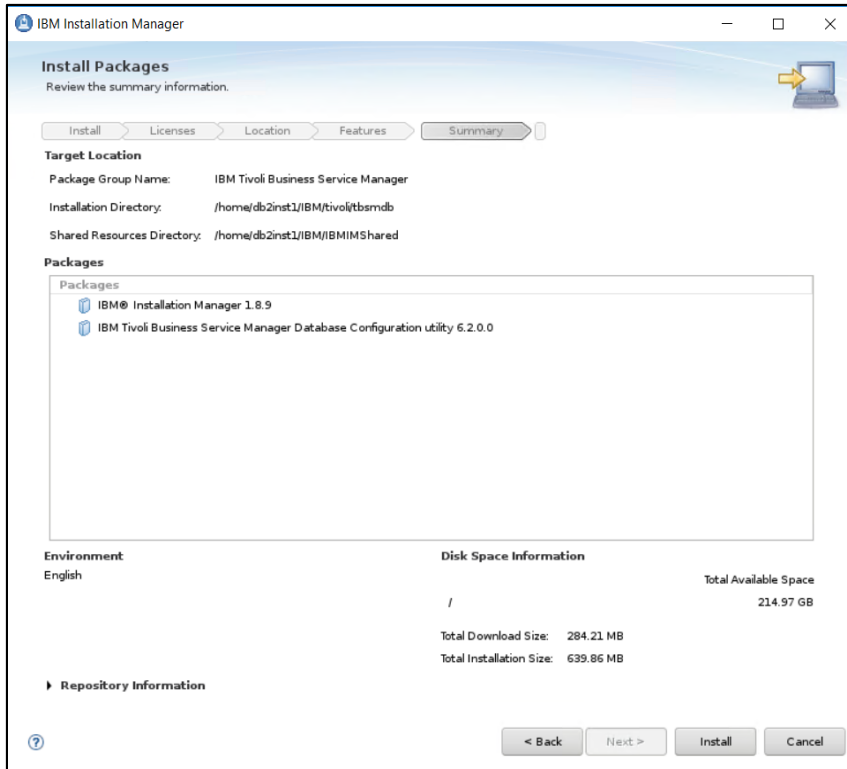 IBM Installation Manager
Install Packages
Review the summary information.
Install Licenses Location Features Summary
Target Location
Package Group Name: IBM Tivoli Business Service Manager
Installation Directory: /home/db2inst1/IBM/tivoli/tbsmdb
Shared Resources Directory: /home/db2inst1/IBM/IBMIMShared
Packages
Packages
IBM® Installation Manager 1.8.9
IBM Tivoli Business Service Manager Database Configuration utility 6.2.0.0
Environment
English
Disk Space Information
Total Available Space
/ 214.97 GB
Total Download Size: 284.21 MB
Total Installation Size: 639.86 MB
Repository Information
? < Back Next > Install Cancel